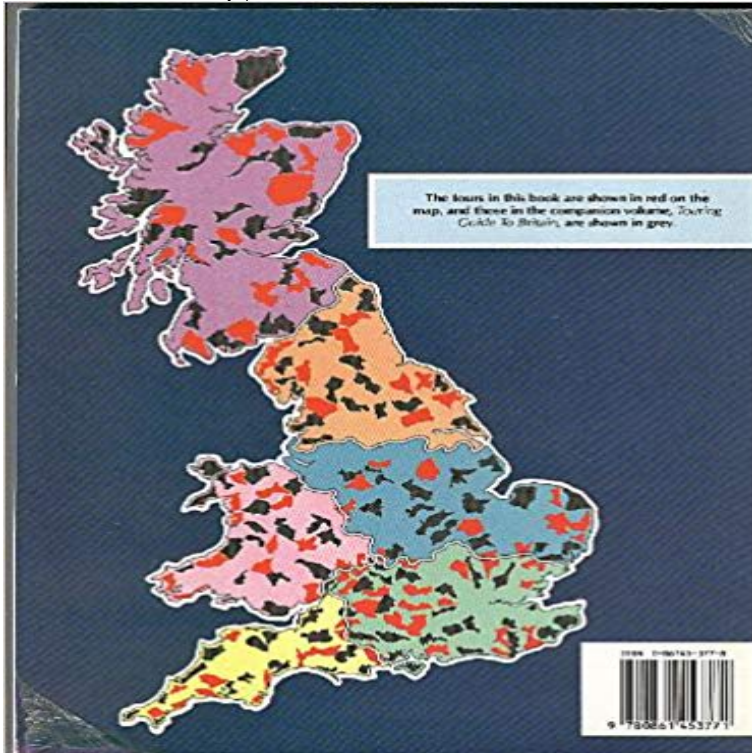 The tours in this book are shown in red on the
map, and those in the companion volume, Touring
Guide To Britain, are shown in grey.
ISBN 0-86145-377-8
9 780861 453771